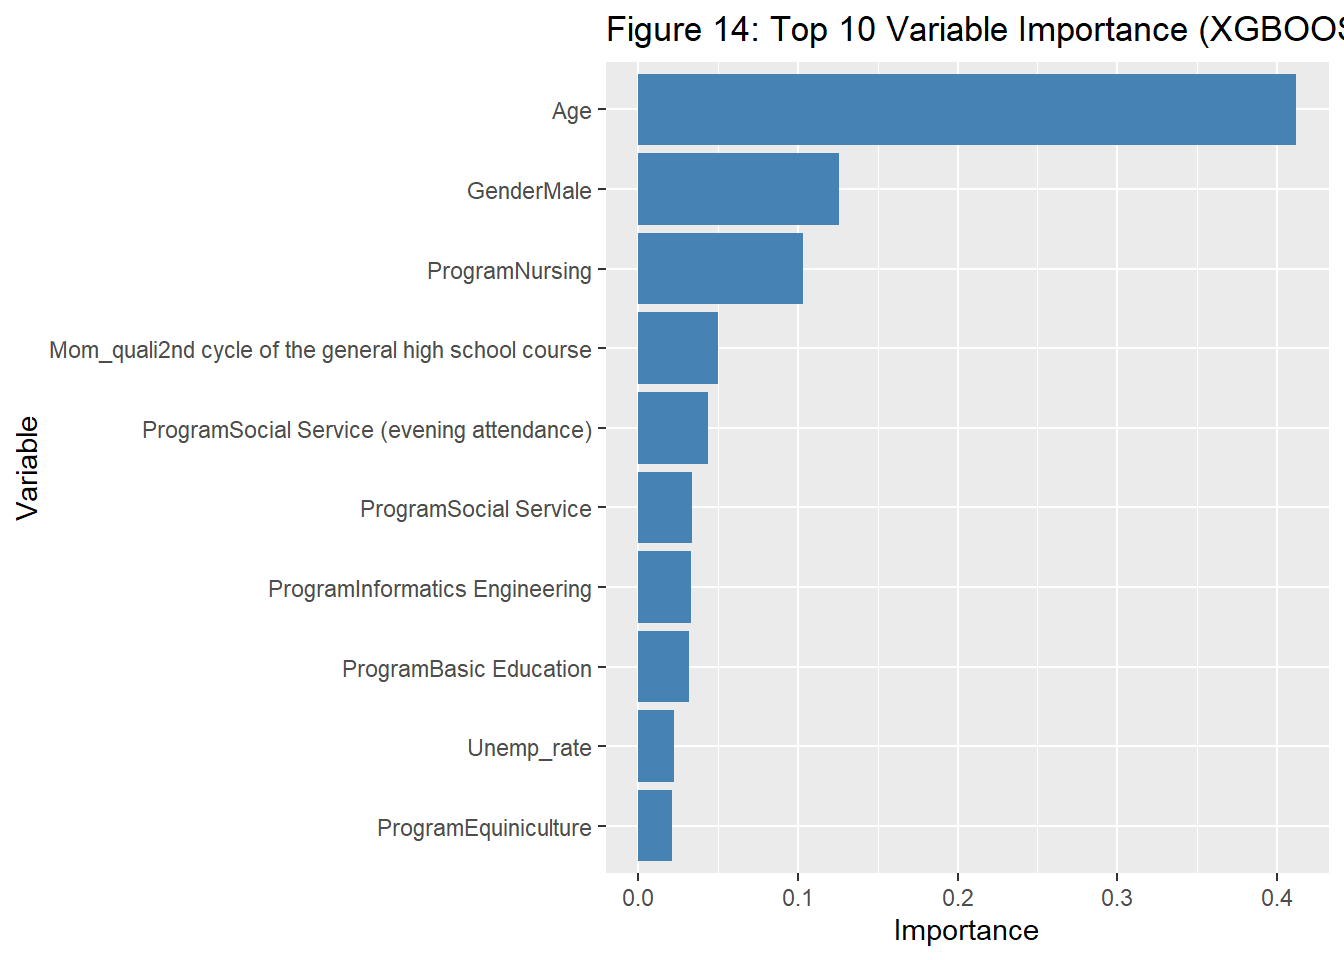 Figure 14: Top 10 Variable Importance (XGBOOS
Age
GenderMale
ProgramNursing
Mom_quali2nd cycle of the general high school course
ProgramSocial Service (evening attendance)
ProgramSocial Service
ProgramInformatics Engineering
ProgramBasic Education
Unemp_rate
ProgramEquiniculture
Variable
0.0 0.1 0.2 0.3 0.4
Importance